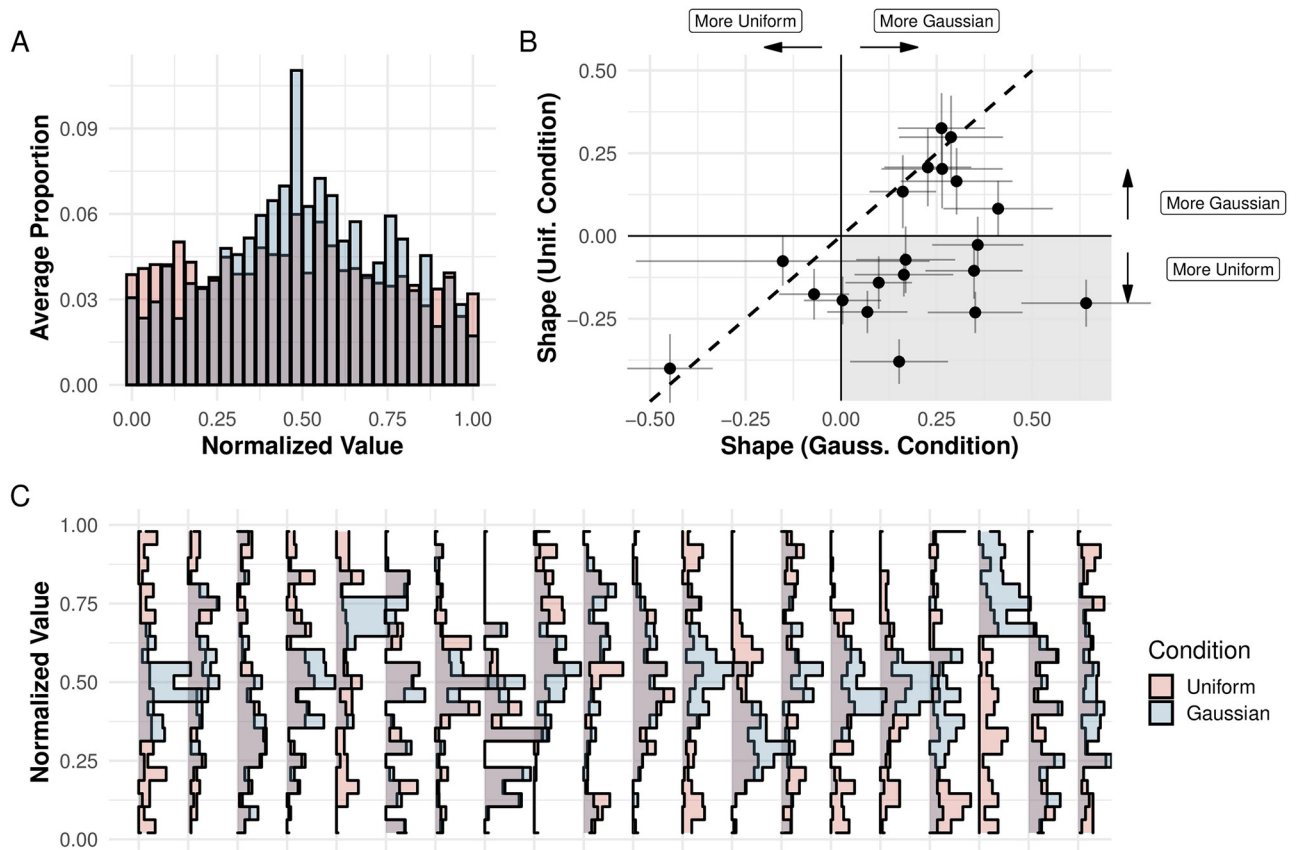 More Uniform
More Gaussian
A
B
Average Proportion
0.09
0.06
0.03
0.00
0.00
0.25
0.50
0.75
1.00
Normalized Value
Shape (Unif. Condition)
0.50
0.25
0.00
−0.25
−0.50
−0.25
0.00
0.25
0.50
Shape (Gauss. Condition)
More Gaussian
More Uniform
C
Normalized Value
1.00
0.75
0.50
0.25
0.00
Condition
Uniform
Gaussian